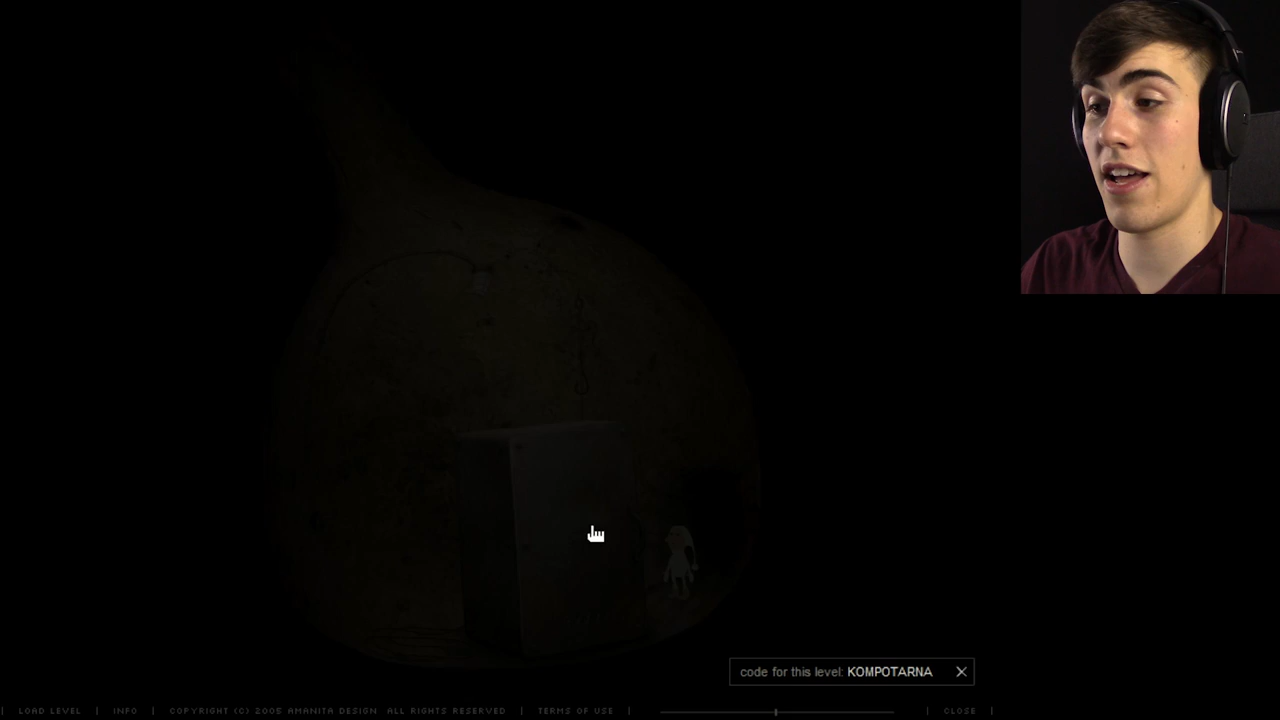 code for this level: KOMPOTARNA
| LOAD LEVEL | INFO | COPYRIGHT (C) 2005 AMANITA DESIGN ALL RIGHTS RESERVED | TERMS OF USE | | CLOSE |